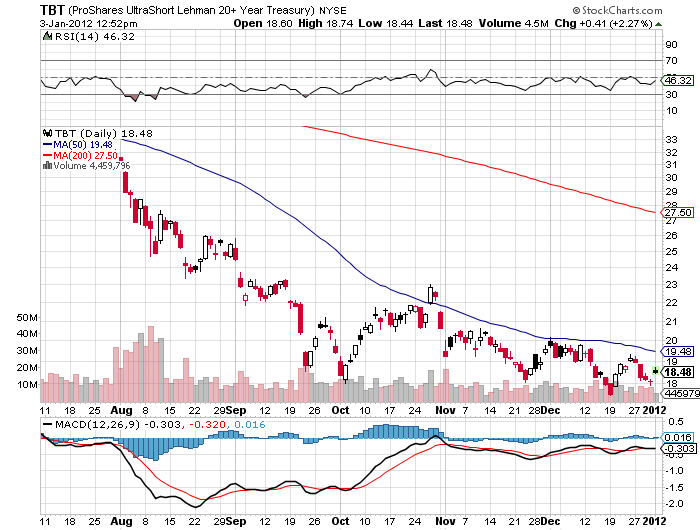 TBT (ProShares UltraShort Lehman 20+ Year Treasury) NYSE © StockCharts.com
3-Jan-2012 12:52pm Open 18.60 High 18.74 Low 18.44 Last 18.48 Volume 4.5M Chg +0.41 (+2.27%)
RSI(14) 46.32
90
70
50
46.32
30
10
TBT (Daily) 18.48
MA(50) 19.48
MA(200) 27.50
Volume 4,459,796
33
32
31
30
29
28
27.50
26
25
24
23
22
21
20
19.48
19
18.48
18
4459796
50M
40M
30M
20M
10M
11 18 25 Aug 8 15 22 Sep 12 19 26 Oct 10 17 24 Nov 7 14 21 28 Dec 12 19 27 2012
MACD(12,26,9) -0.303, -0.320, 0.016
0.5
0.016
-0.303
-0.5
-1.0
-1.5
-2.0
11 18 25 Aug 8 15 22 Sep 12 19 26 Oct 10 17 24 Nov 7 14 21 28 Dec 12 19 27 2012